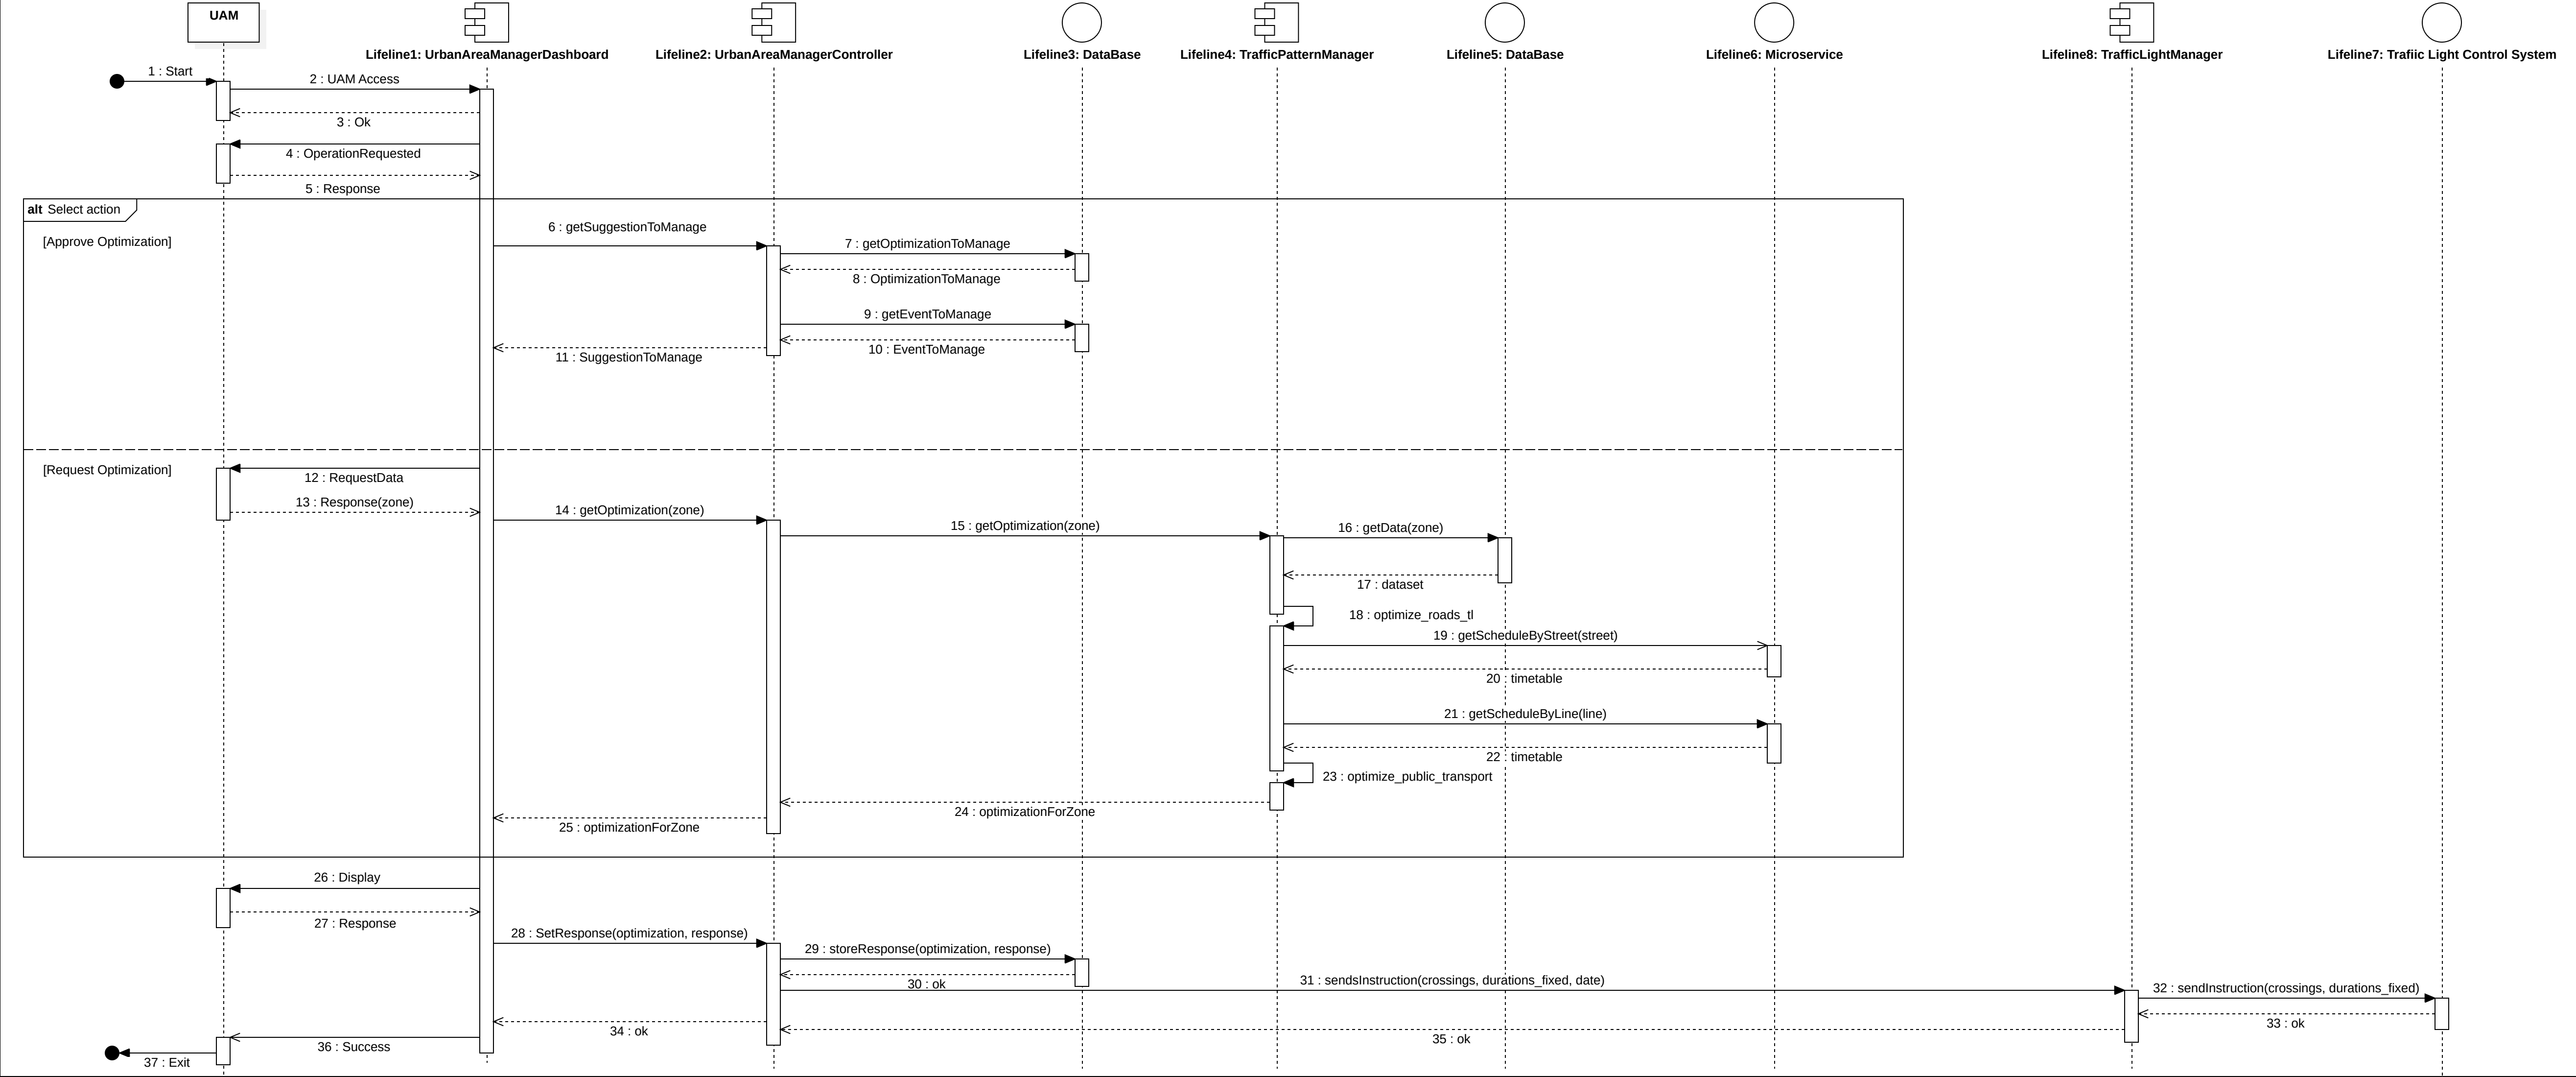 UAM
Lifeline1: UrbanAreaManagerDashboard
Lifeline2: UrbanAreaManagerController
Lifeline3: DataBase
Lifeline4: TrafficPatternManager
Lifeline5: DataBase
Lifeline6: Microservice
Lifeline8: TrafficLightManager
Lifeline7: Trafiic Light Control System
1 : Start
2 : UAM Access
3 : Ok
4 : OperationRequested
5 : Response
alt Select action
[Approve Optimization]
6 : getSuggestionToManage
7 : getOptimizationToManage
8 : OptimizationToManage
9 : getEventToManage
10 : EventToManage
11 : SuggestionToManage
[Request Optimization]
12 : RequestData
13 : Response(zone)
14 : getOptimization(zone)
15 : getOptimization(zone)
16 : getData(zone)
17 : dataset
18 : optimize_roads_tl
19 : getScheduleByStreet(street)
20 : timetable
21 : getScheduleByLine(line)
22 : timetable
23 : optimize_public_transport
24 : optimizationForZone
25 : optimizationForZone
26 : Display
27 : Response
28 : SetResponse(optimization, response)
29 : storeResponse(optimization, response)
30 : ok
31 : sendsInstruction(crossings, durations_fixed, date)
32 : sendInstruction(crossings, durations_fixed)
33 : ok
34 : ok
35 : ok
36 : Success
37 : Exit